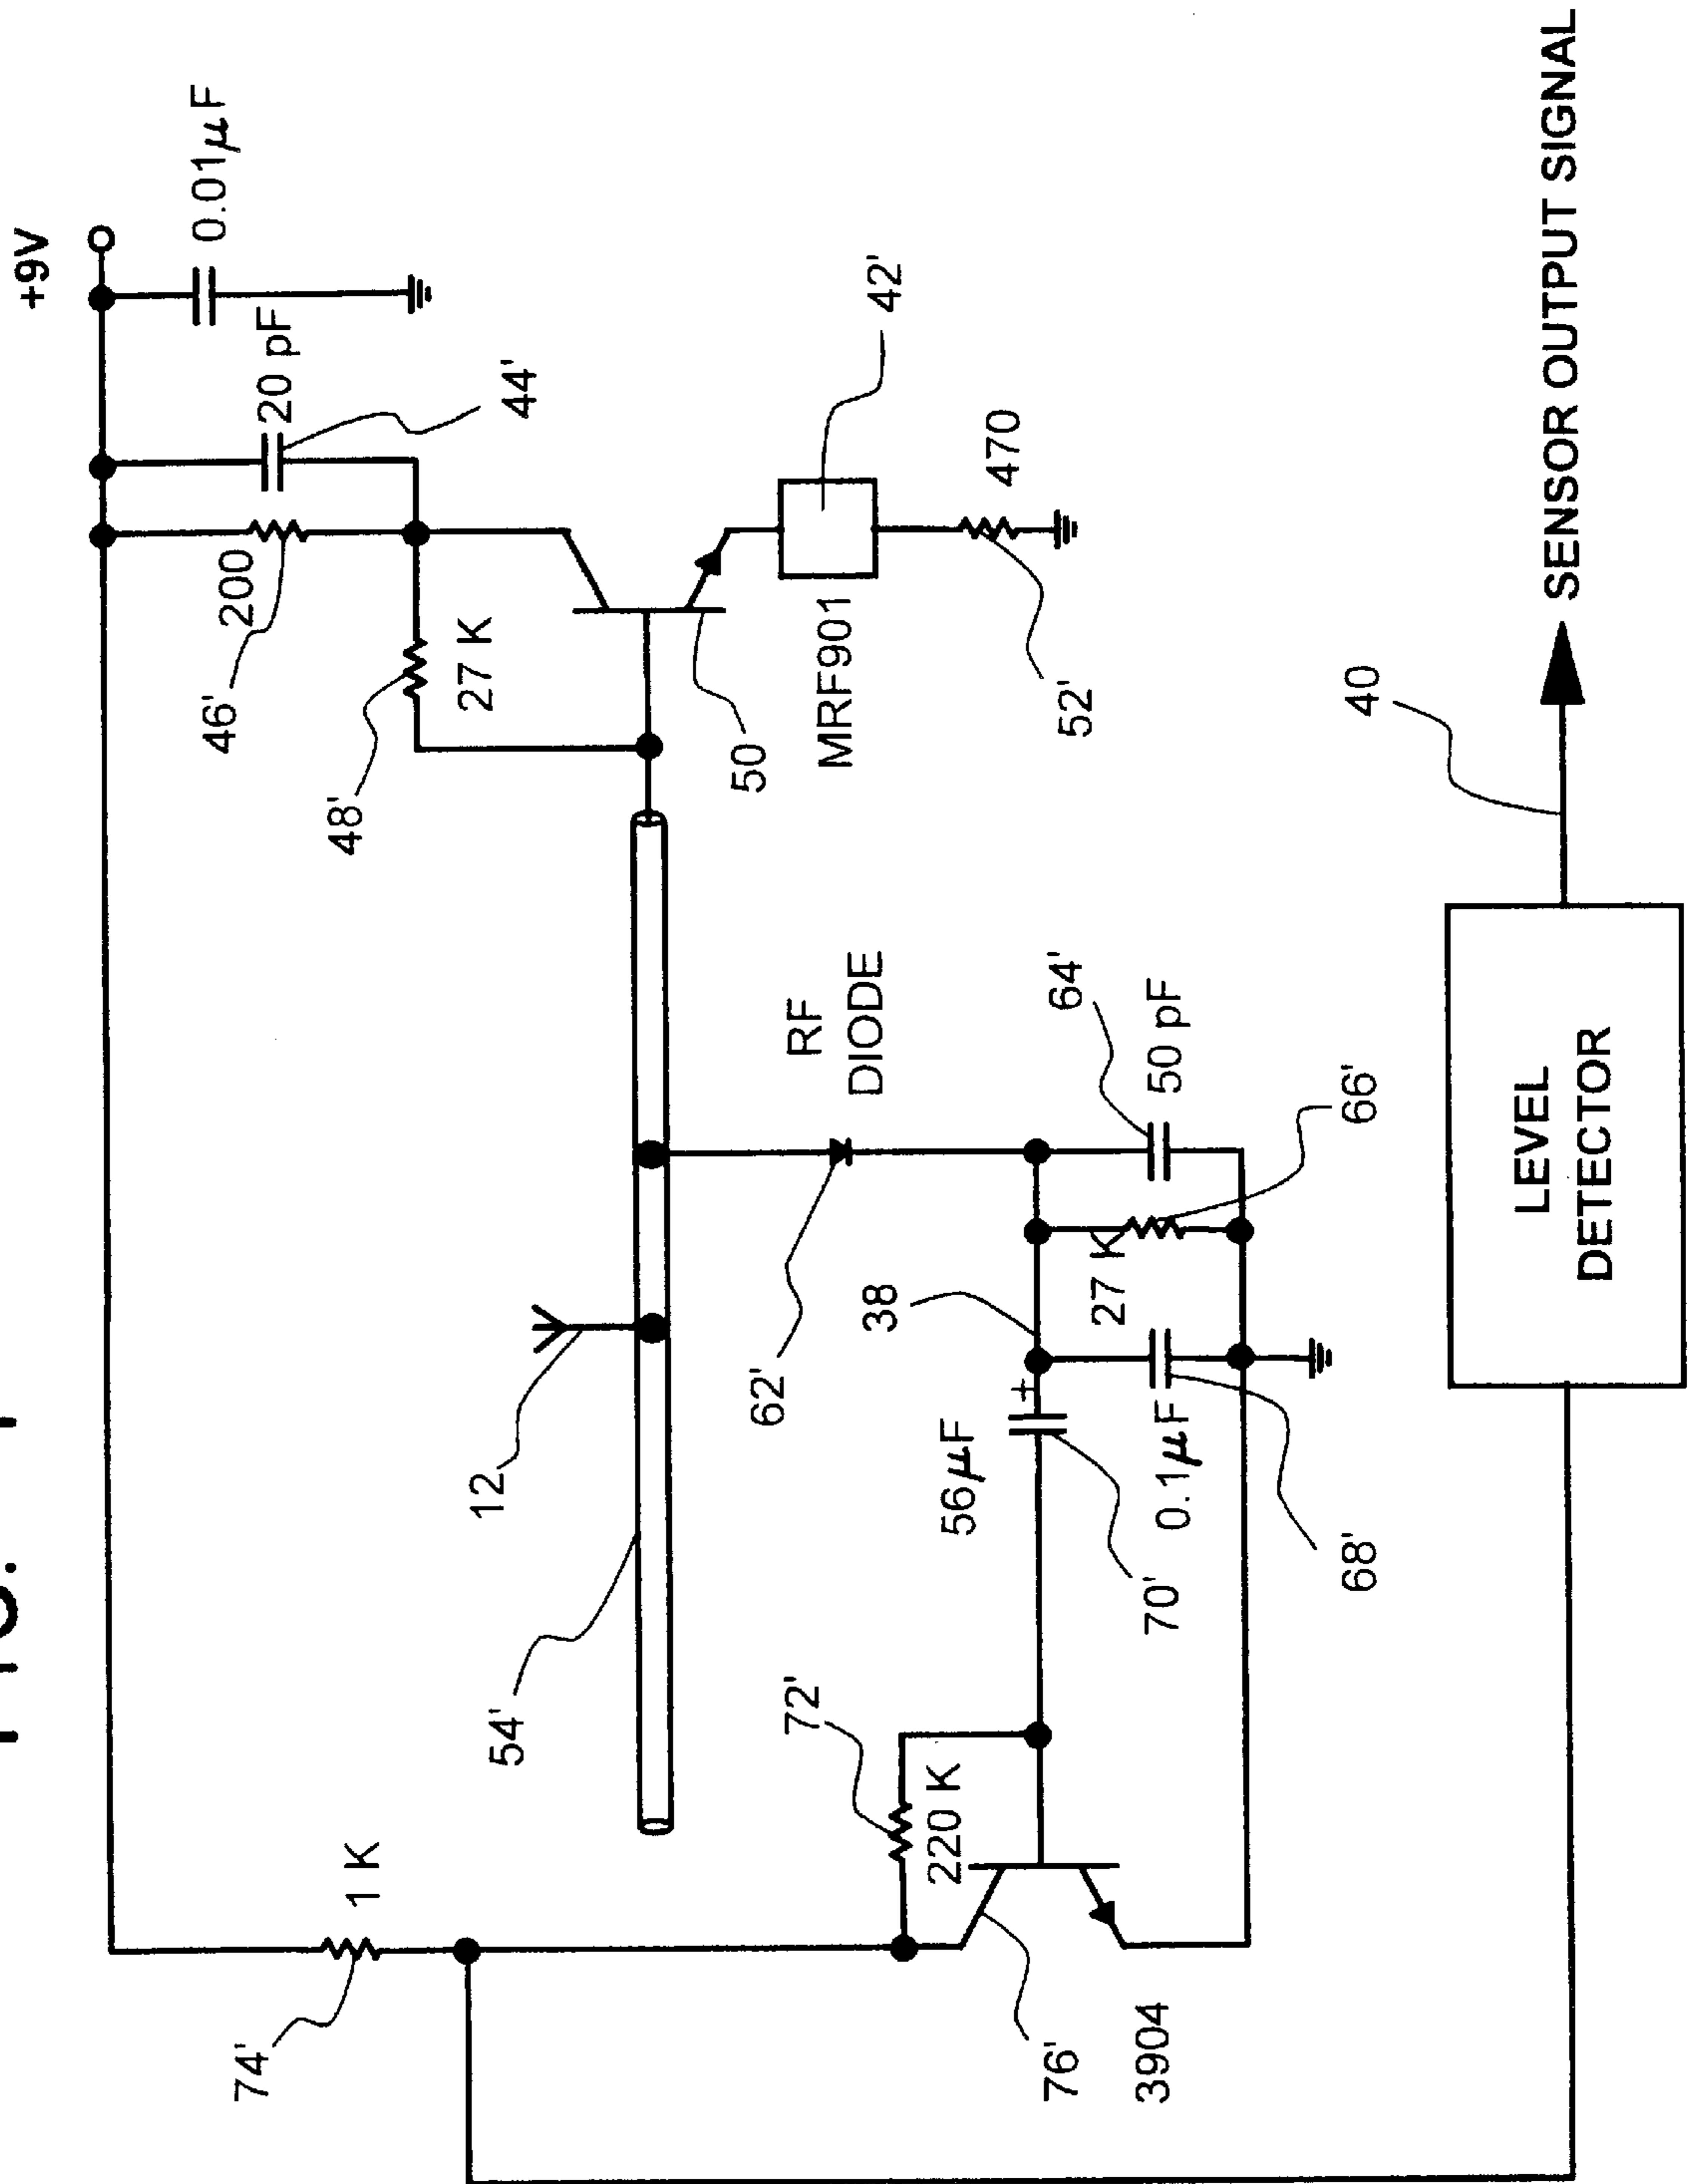 +9V
0.01µF
20 pF
44'
200
46'
27 K
48'
50
MRF901
42'
470
52'
12
54'
RF
DIODE
62'
64'
50 pF
66'
27 K
38
+
56µF
0.1µF
68'
70'
72'
220 K
1 K
74'
76'
3904
LEVEL
DETECTOR
40
SENSOR OUTPUT SIGNAL